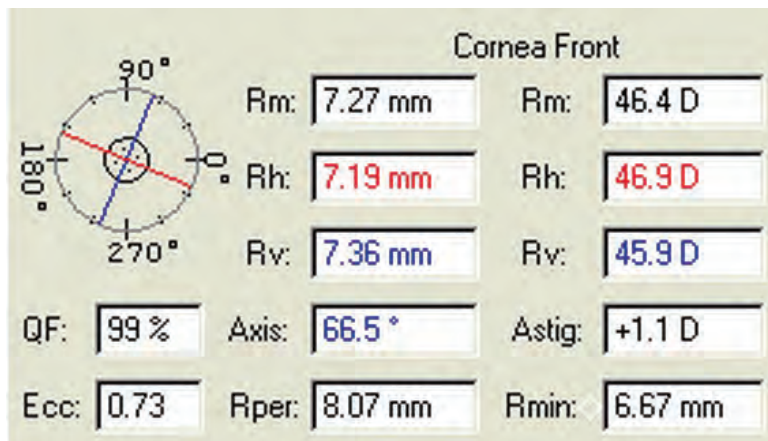 Cornea Front
90°
Rm: 7.27 mm Rm: 46.4 D
180° 0° Rh: 7.19 mm Rh: 46.9 D
270° Rv: 7.36 mm Rv: 45.9 D
QF: 99 % Axis: 66.5 ° Astig: +1.1 D
Ecc: 0.73 Rper: 8.07 mm Rmin: 6.67 mm